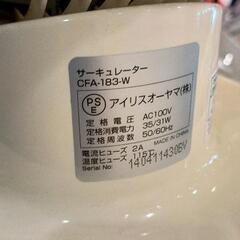 サーキュレーター
CFA-183-W
PSE アイリスオーヤマ(株)
定格電圧 AC100V
定格消費電力 35/31W
定格周波数 50/60Hz
電流ヒューズ 2A
温度ヒューズ 115℃
MADE IN CHINA
Serial No: